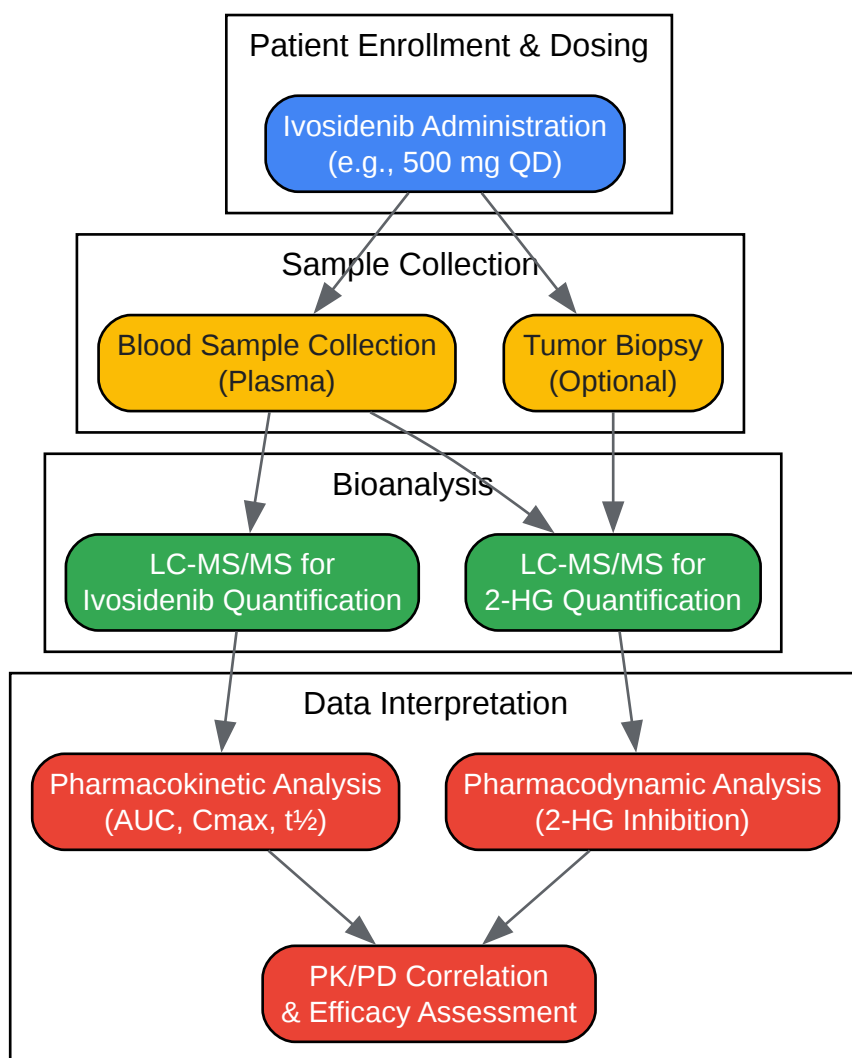 Patient Enrollment & Dosing
Ivosidenib Administration
(e.g., 500 mg QD)
Sample Collection
Blood Sample Collection
(Plasma)
Tumor Biopsy
(Optional)
Bioanalysis
LC-MS/MS for
Ivosidenib Quantification
LC-MS/MS for
2-HG Quantification
Data Interpretation
Pharmacokinetic Analysis
(AUC, Cmax, t½)
Pharmacodynamic Analysis
(2-HG Inhibition)
PK/PD Correlation
& Efficacy Assessment